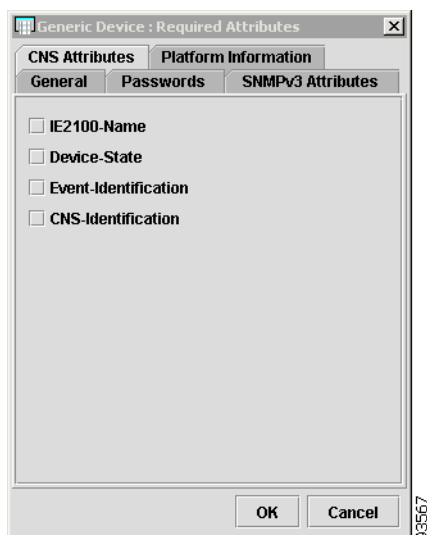 Generic Device : Required Attributes
CNS Attributes Platform Information
General Passwords SNMPv3 Attributes
IE2100-Name
Device-State
Event-Identification
CNS-Identification
OK Cancel
93567